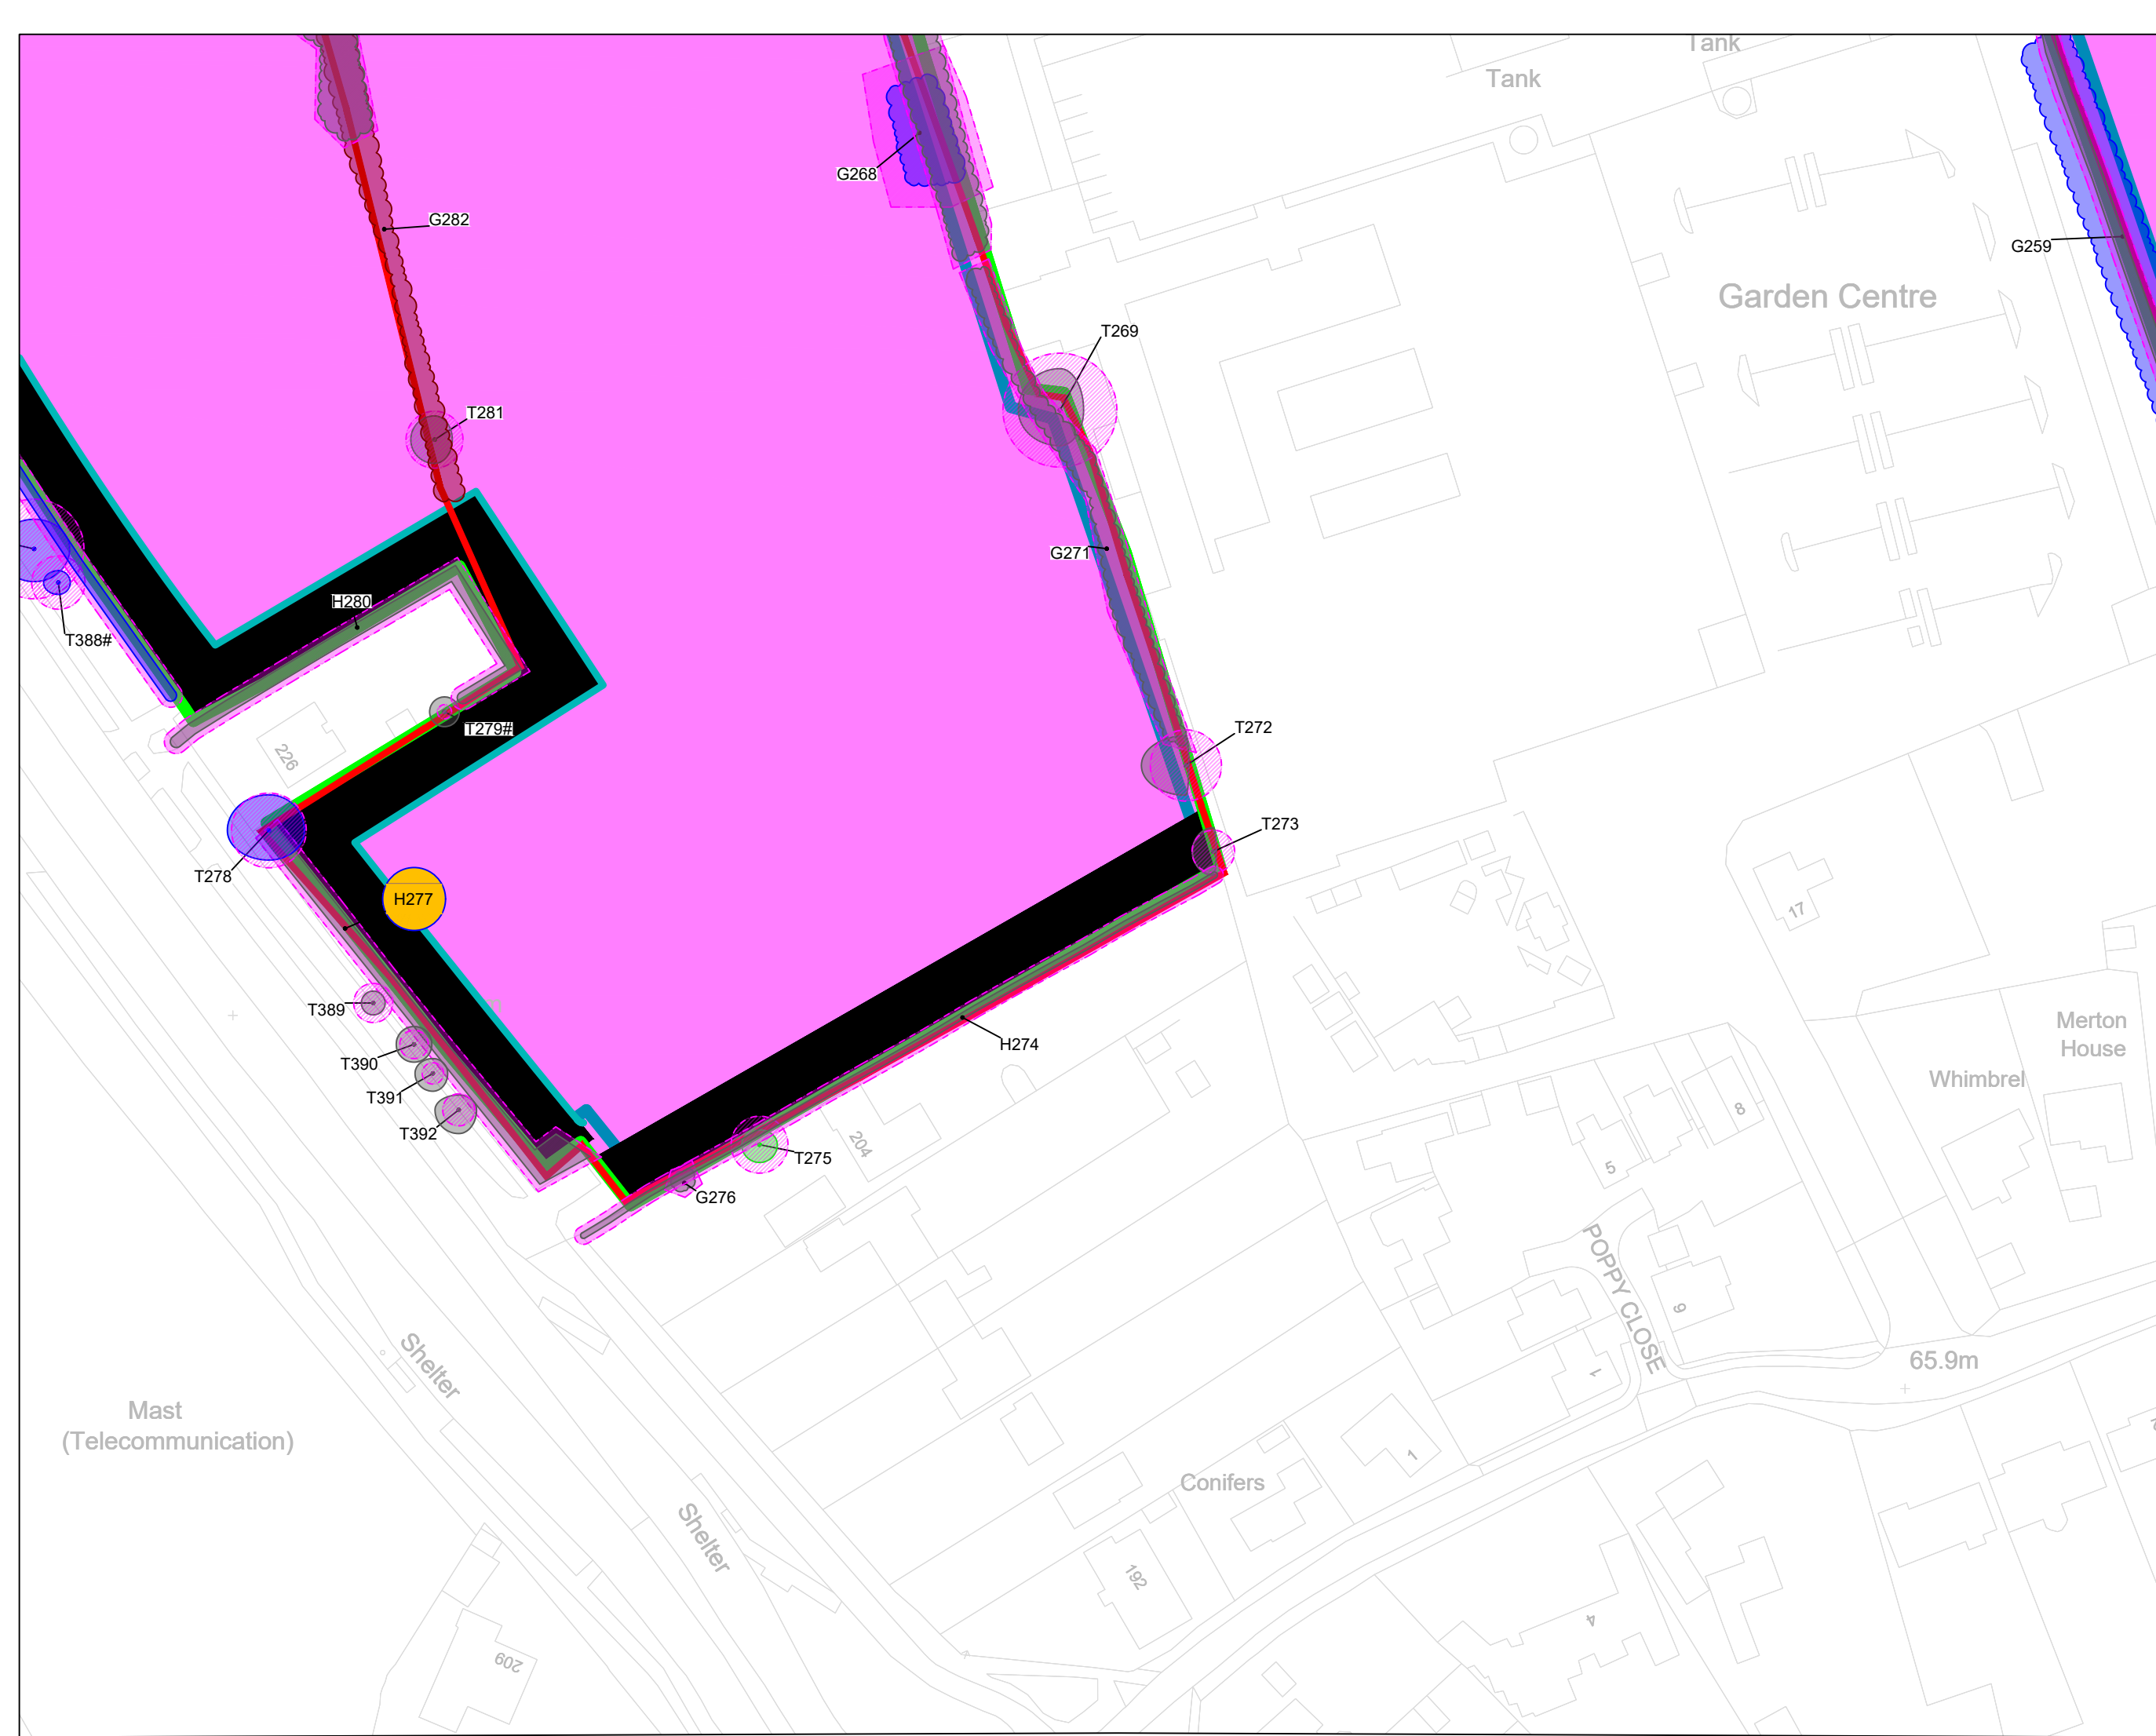 Tank
Tank
G268
G282
G259
Garden Centre
T269
T281
G271
H280
T388#
T279#
T272
226
T273
T278
H277
17
T389
Merton
House
H274
T390
Whimbrel
T391
8
T392
204
T275
5
G276
POPPY CLOSE
9
Shelter
65.9m
1
Mast
(Telecommunication)
1
Conifers
Shelter
192
4
209